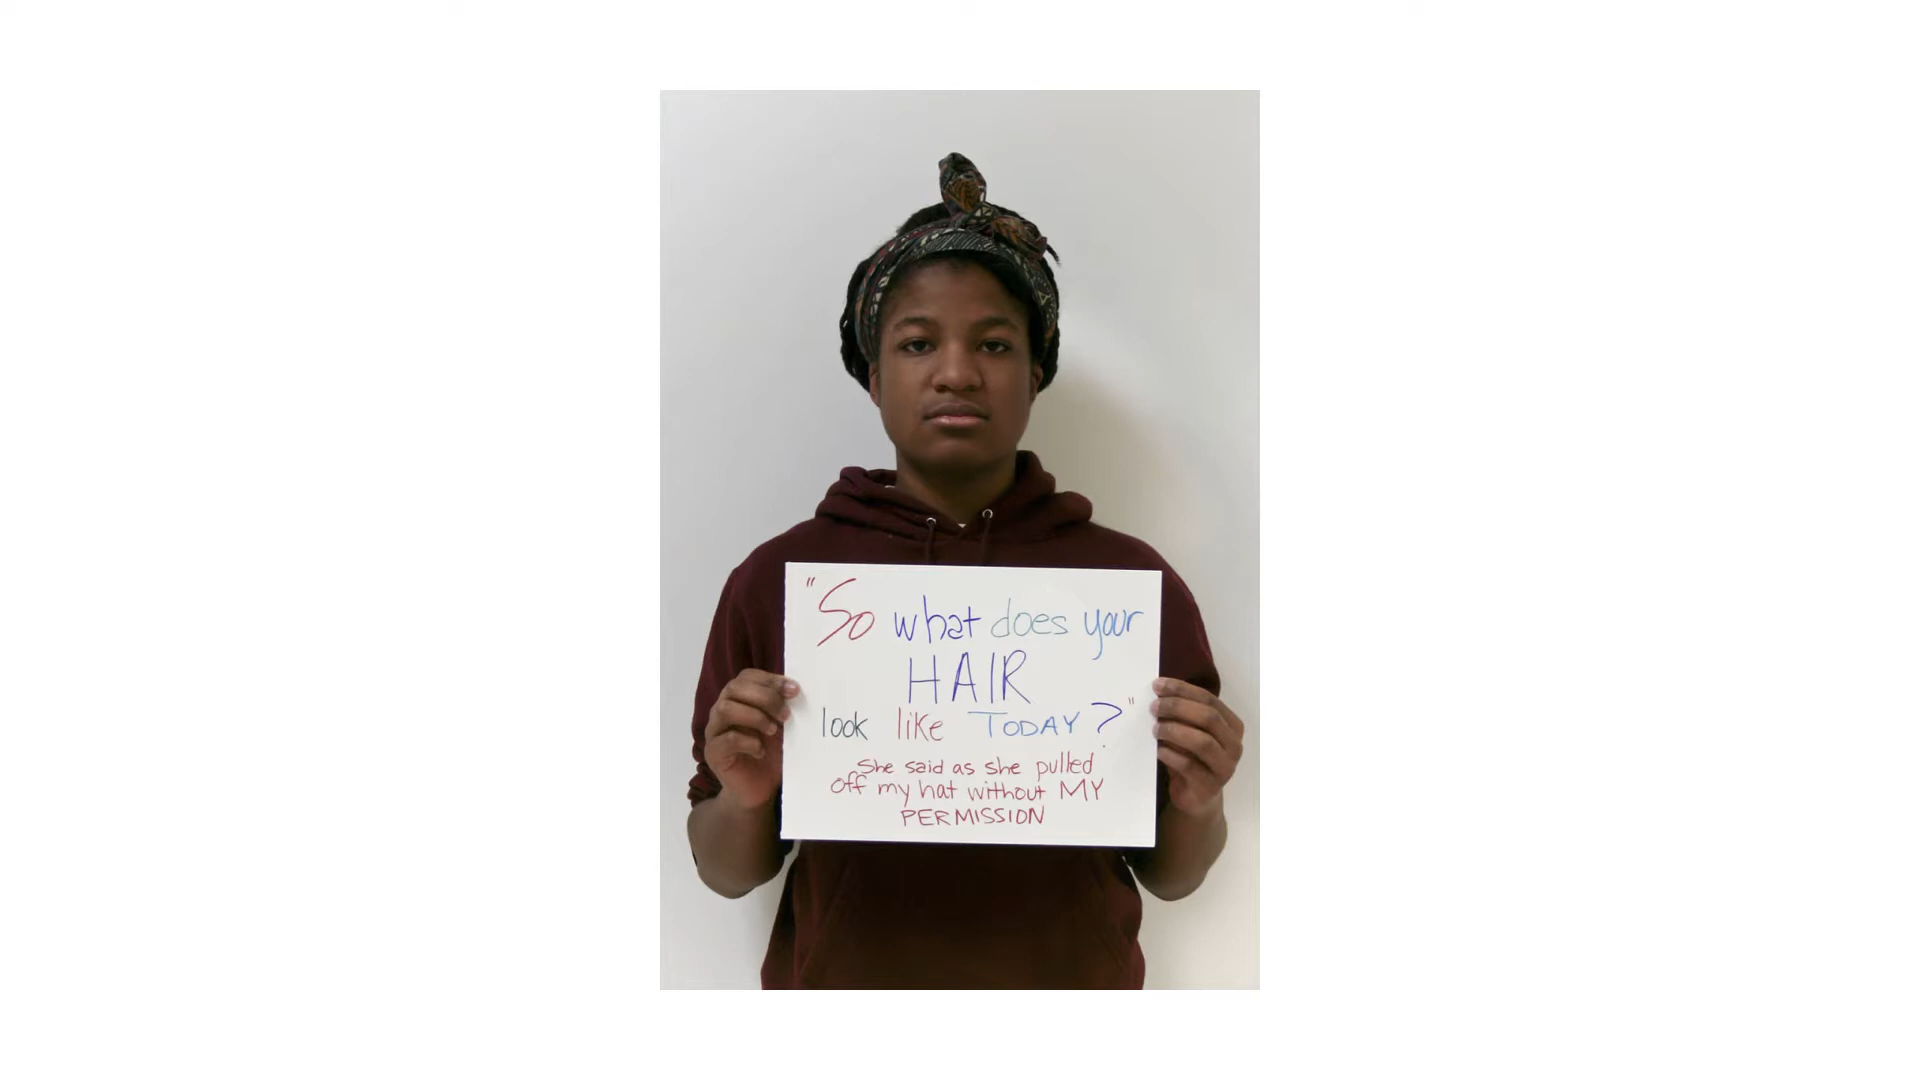 "So what does your
HAIR
look like TODAY?"
She said as she pulled
off my hat without MY
PERMISSION